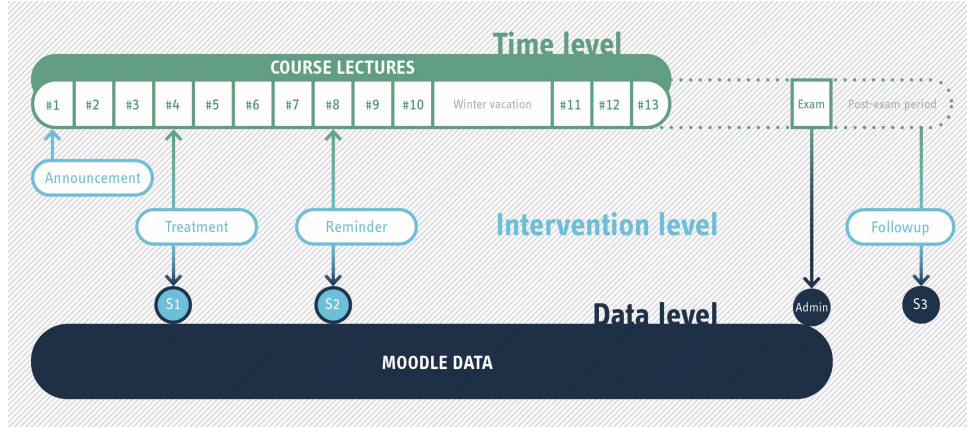 Time level
COURSE LECTURES
#1 #2 #3 #4 #5 #6 #7 #8 #9 #10 Winter vacation #11 #12 #13 Exam Post-exam period
Announcement
Treatment Reminder Intervention level Followup
S1 S2 Data level Admin S3
MOODLE DATA